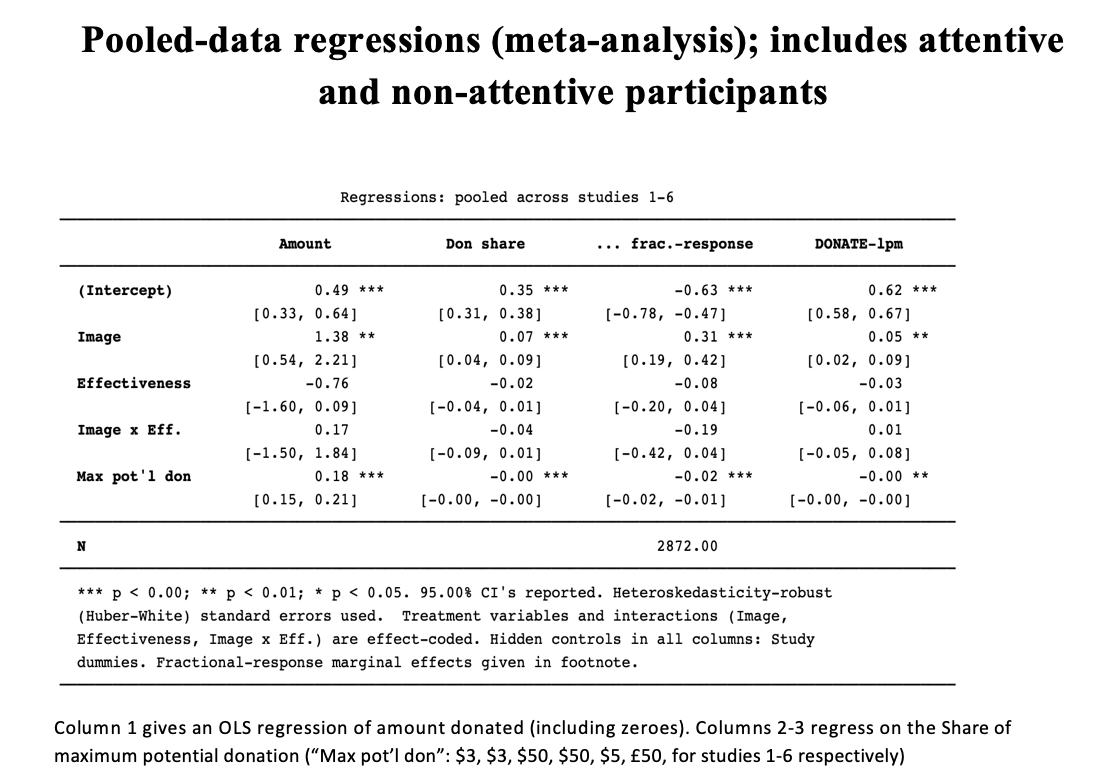 Pooled-data regressions (meta-analysis); includes attentive
and non-attentive participants
Regressions: pooled across studies 1-6
Amount Don share ... frac.-response DONATE-lpm
(Intercept) 0.49 *** 0.35 *** -0.63 *** 0.62 ***
[0.33, 0.64] [0.31, 0.38] [-0.78, -0.47] [0.58, 0.67]
Image 1.38 ** 0.07 *** 0.31 *** 0.05 **
[0.54, 2.21] [0.04, 0.09] [0.19, 0.42] [0.02, 0.09]
Effectiveness -0.76 -0.02 -0.08 -0.03
[-1.60, 0.09] [-0.04, 0.01] [-0.20, 0.04] [-0.06, 0.01]
Image x Eff. 0.17 -0.04 -0.19 0.01
[-1.50, 1.84] [-0.09, 0.01] [-0.42, 0.04] [-0.05, 0.08]
Max pot'l don 0.18 *** -0.00 *** -0.02 *** -0.00 **
[0.15, 0.21] [-0.00, -0.00] [-0.02, -0.01] [-0.00, -0.00]
N 2872.00
*** p < 0.00; ** p < 0.01; * p < 0.05. 95.00% CI's reported. Heteroskedasticity-robust
(Huber-White) standard errors used. Treatment variables and interactions (Image,
Effectiveness, Image x Eff.) are effect-coded. Hidden controls in all columns: Study
dummies. Fractional-response marginal effects given in footnote.
Column 1 gives an OLS regression of amount donated (including zeroes). Columns 2-3 regress on the Share of
maximum potential donation (“Max pot’l don”: $3, $3, $50, $50, $5, £50, for studies 1-6 respectively)